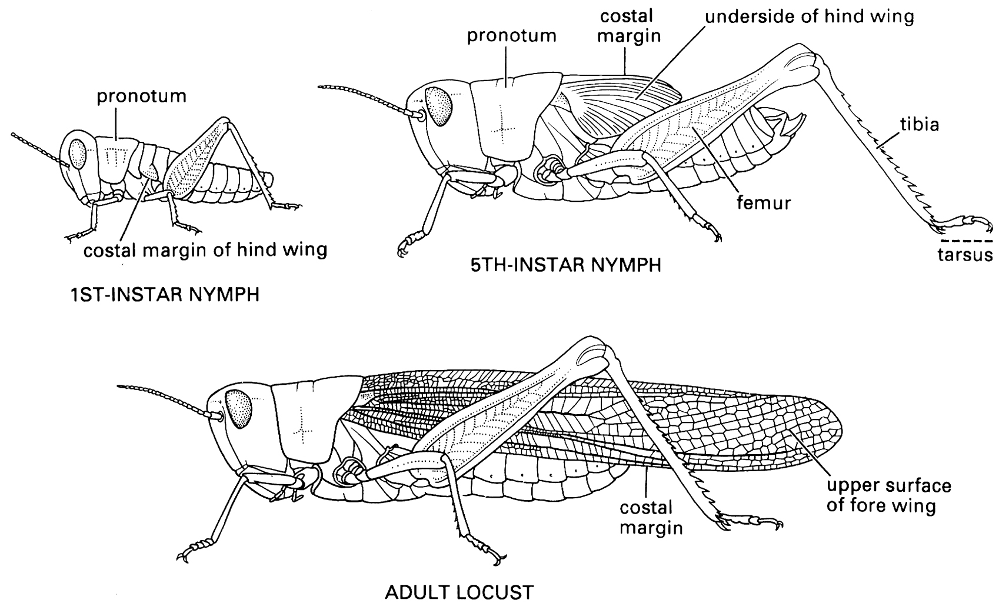 costal
margin
underside of hind wing
pronotum
pronotum
tibia
femur
costal margin of hind wing
tarsus
5TH-INSTAR NYMPH
1ST-INSTAR NYMPH
upper surface
of fore wing
costal
margin
ADULT LOCUST